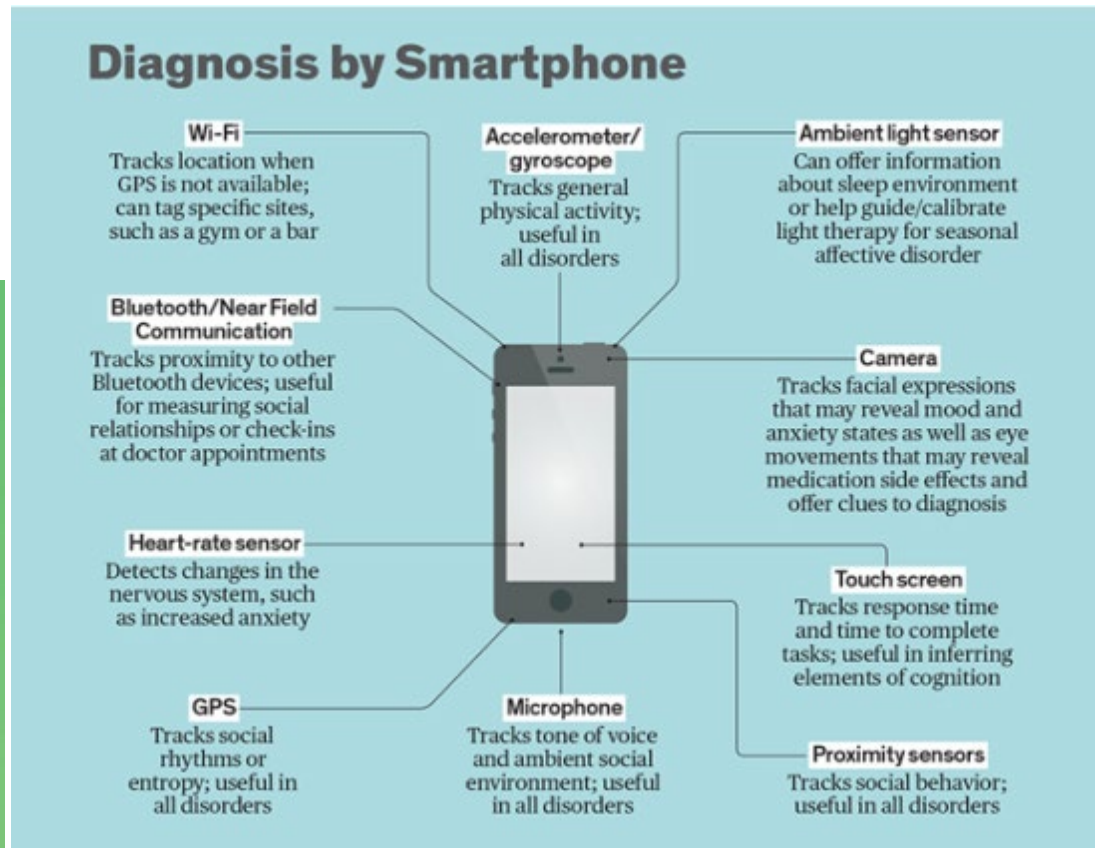 Diagnosis by Smartphone
Wi-Fi
Tracks location when
GPS is not available;
can tag specific sites,
such as a gym or a bar
Accelerometer/
gyroscope
Tracks general
physical activity;
useful in
all disorders
Ambient light sensor
Can offer information
about sleep environment
or help guide/calibrate
light therapy for seasonal
affective disorder
Bluetooth/Near Field
Communication
Tracks proximity to other
Bluetooth devices; useful
for measuring social
relationships or check-ins
at doctor appointments
Camera
Tracks facial expressions
that may reveal mood and
anxiety states as well as eye
movements that may reveal
medication side effects and
offer clues to diagnosis
Heart-rate sensor
Detects changes in the
nervous system, such
as increased anxiety
Touch screen
Tracks response time
and time to complete
tasks; useful in inferring
elements of cognition
GPS
Tracks social
rhythms or
entropy; useful in
all disorders
Microphone
Tracks tone of voice
and ambient social
environment; useful
in all disorders
Proximity sensors
Tracks social behavior;
useful in all disorders